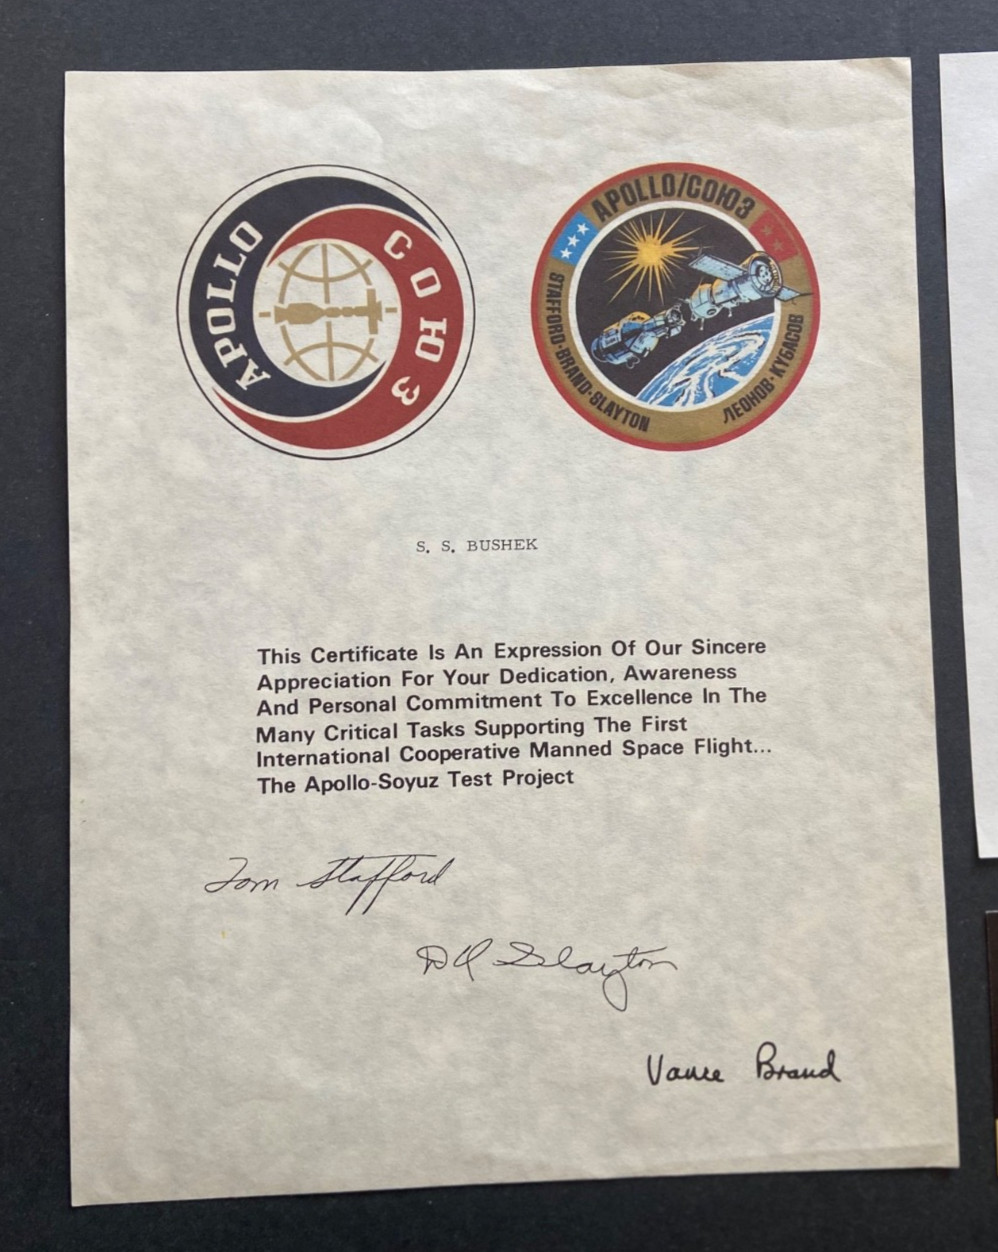 APOLLO
СОЮЗ
APOLLO/СОЮЗ
STAFFORD·BRAND·SLAYTON
ЛЕОНОВ·КУБАСОВ
S. S. BUSHEK
This Certificate Is An Expression Of Our Sincere
Appreciation For Your Dedication, Awareness
And Personal Commitment To Excellence In The
Many Critical Tasks Supporting The First
International Cooperative Manned Space Flight...
The Apollo-Soyuz Test Project
Tom Stafford
DK Slayton
Vance Brand